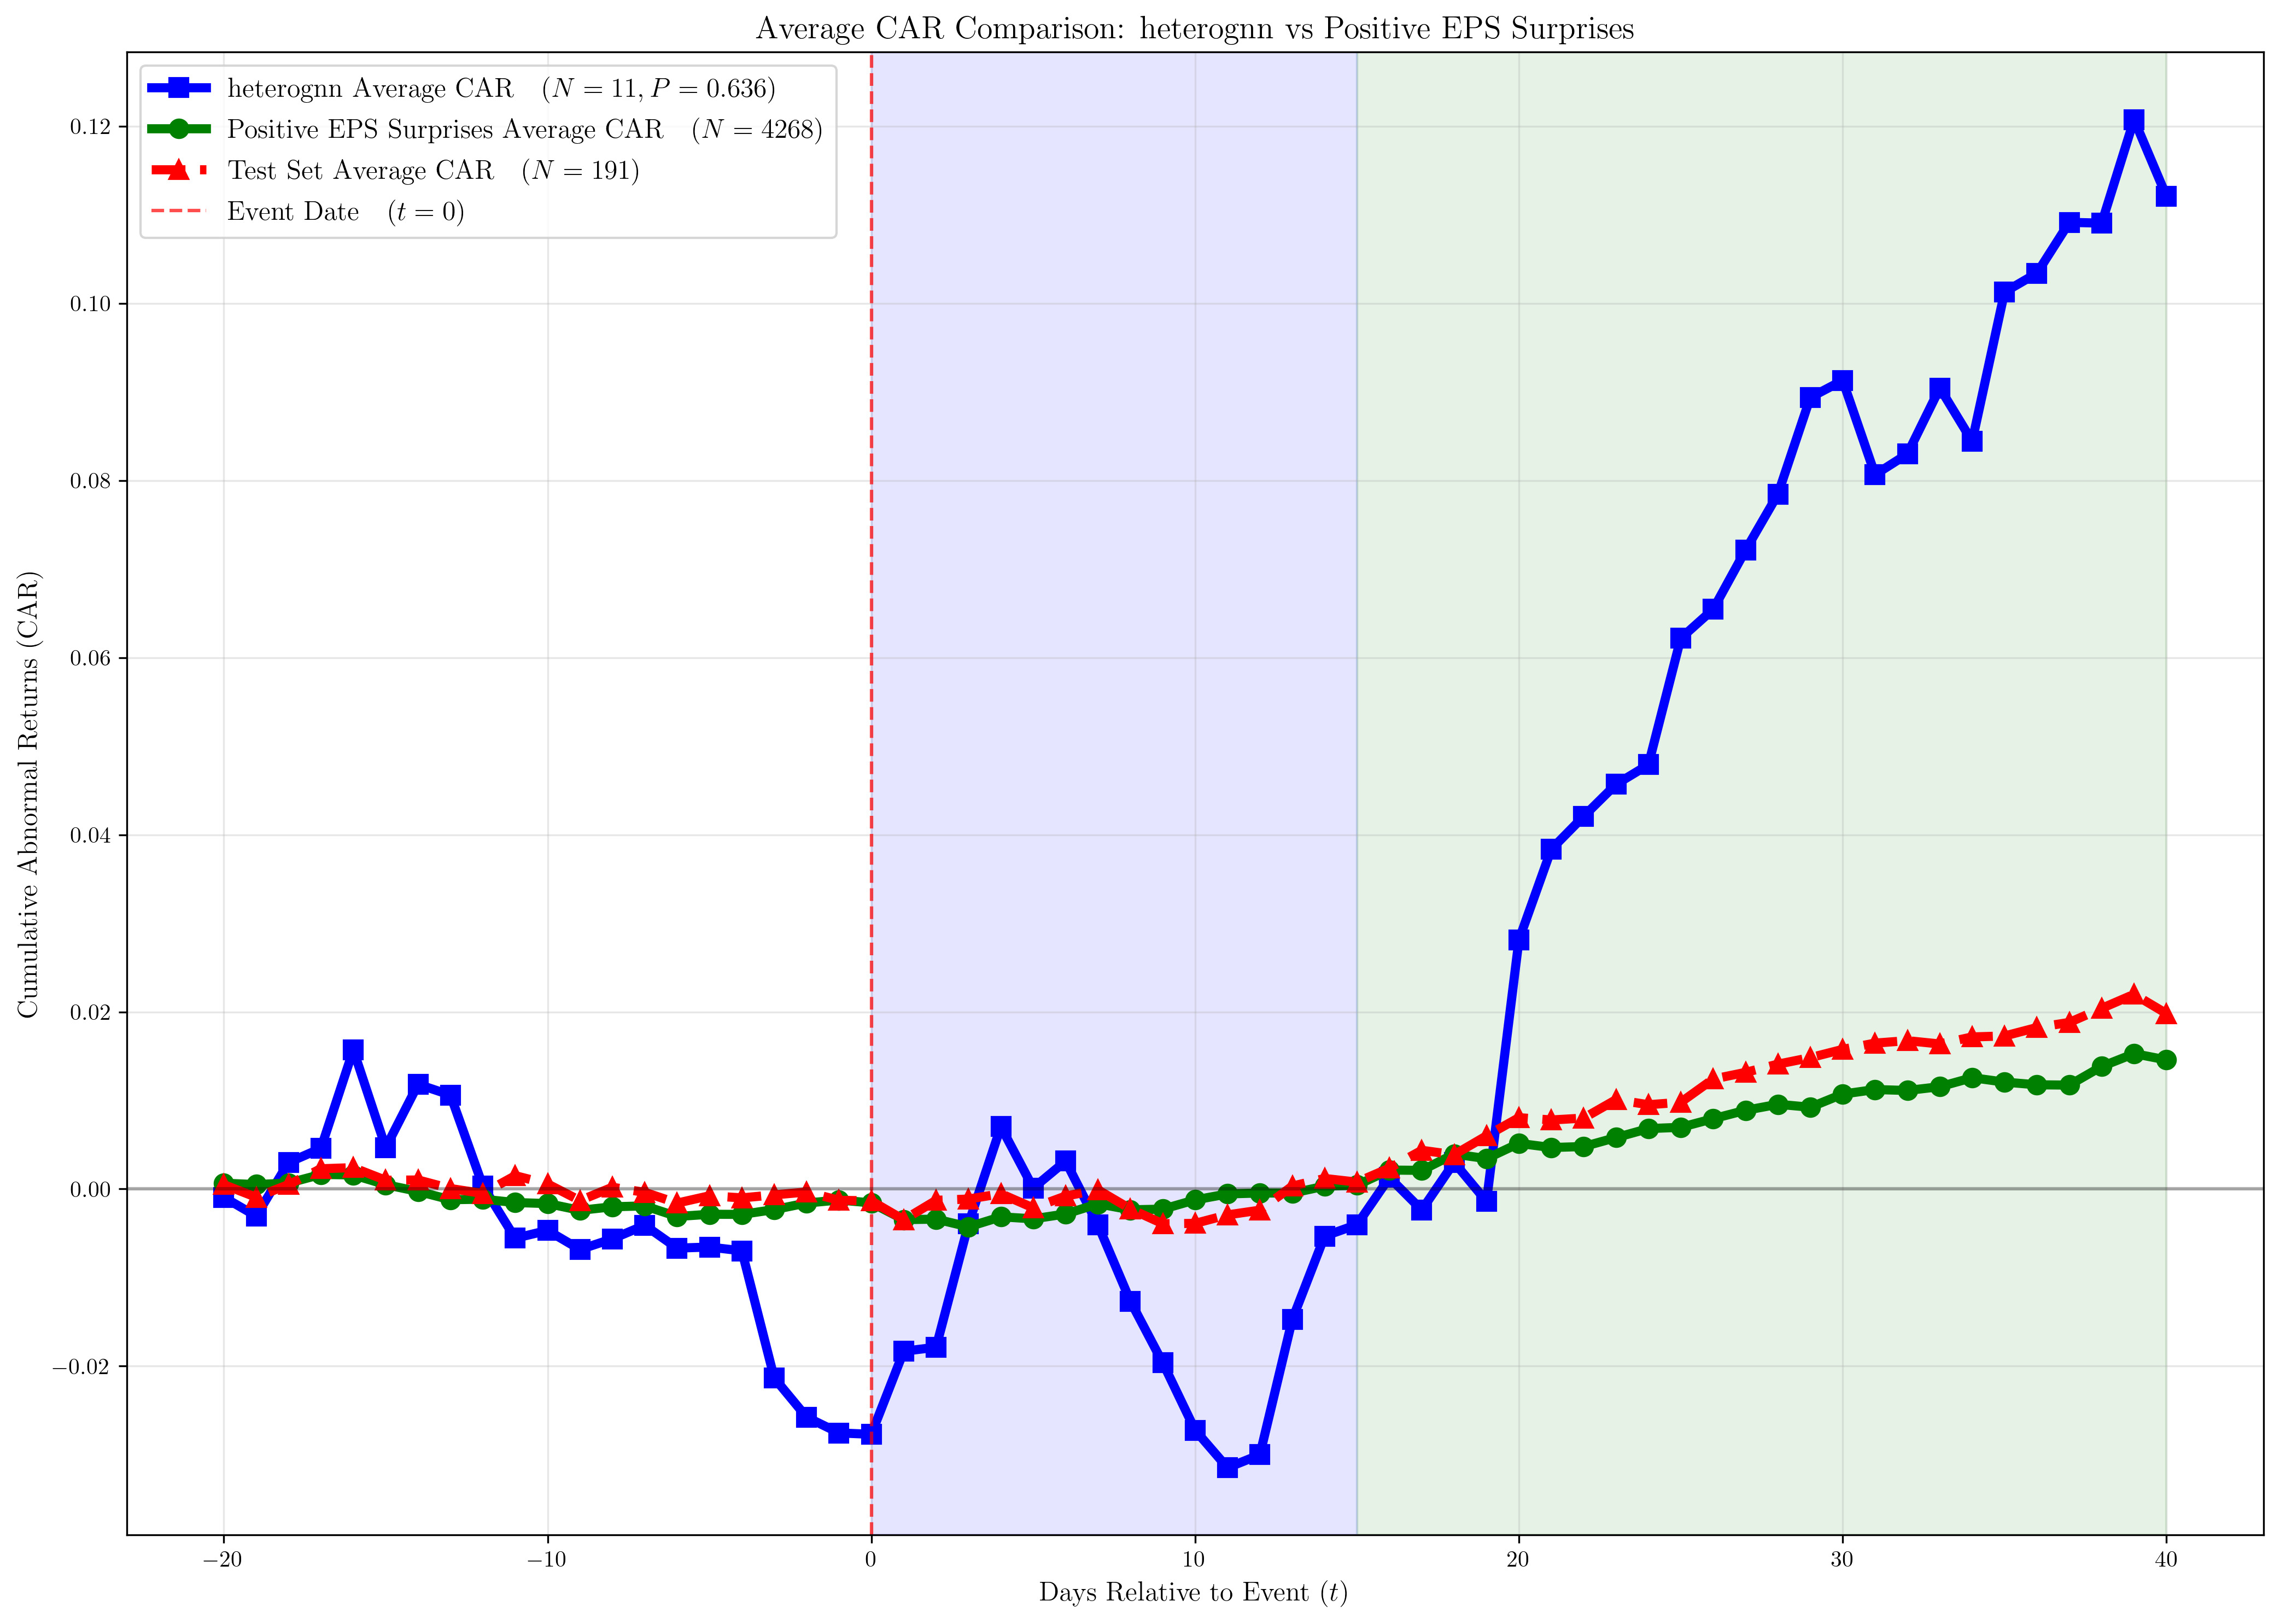 Average CAR Comparison: heterognn vs Positive EPS Surprises
heterognn Average CAR (N = 11, P = 0.636)
Positive EPS Surprises Average CAR (N = 4268)
Test Set Average CAR (N = 191)
Event Date (t = 0)
Cumulative Abnormal Returns (CAR)
0.12
0.10
0.08
0.06
0.04
0.02
0.00
−0.02
−20 −10 0 10 20 30 40
Days Relative to Event (t)